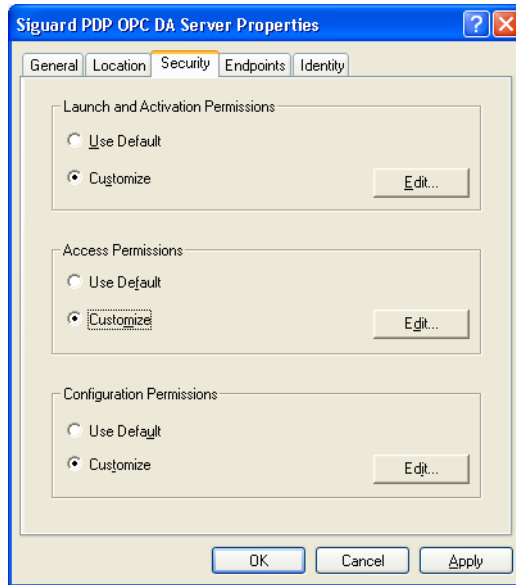 Siguard PDP OPC DA Server Properties
General Location Security Endpoints Identity
Launch and Activation Permissions
Use Default
Customize
Edit...
Access Permissions
Use Default
Customize
Edit...
Configuration Permissions
Use Default
Customize
Edit...
OK Cancel Apply